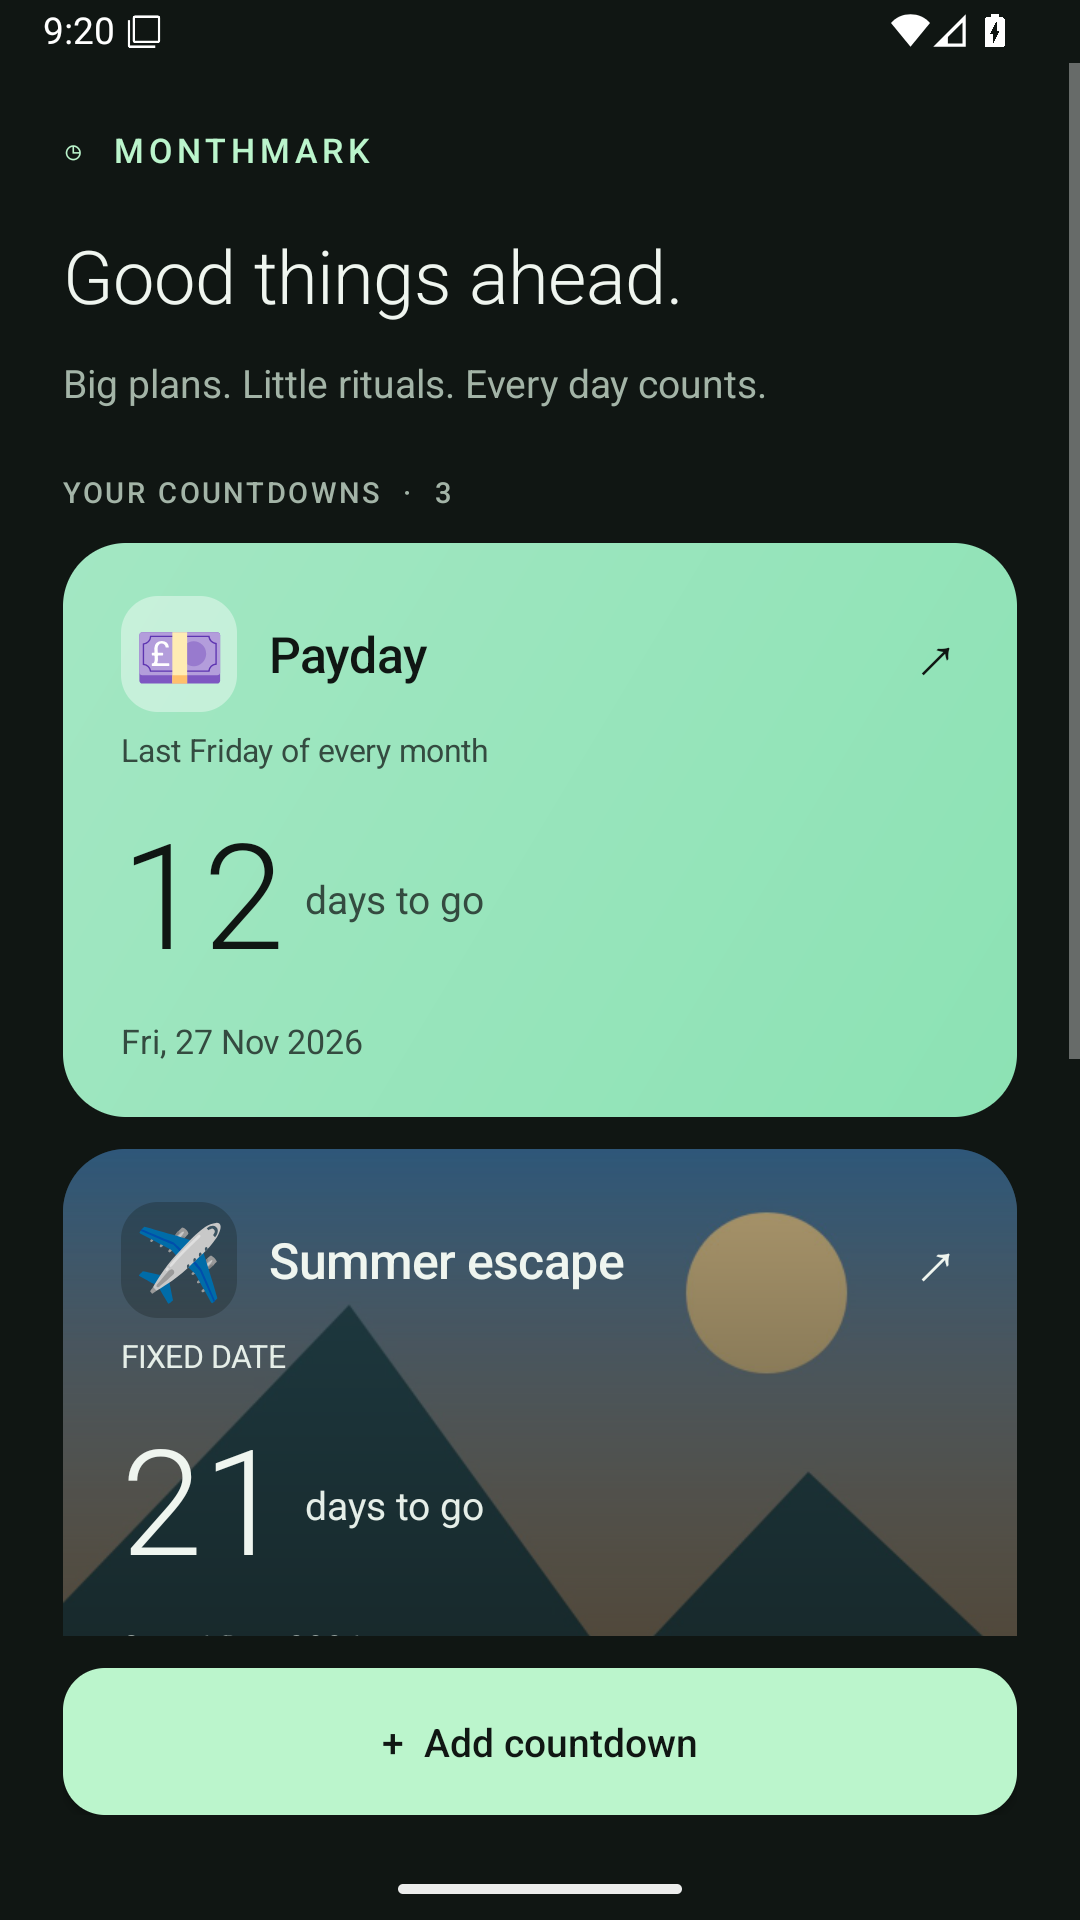 9:20
MONTHMARK
Good things ahead.
Big plans. Little rituals. Every day counts.
YOUR COUNTDOWNS · 3
Payday
↗
Last Friday of every month
12 days to go
Fri, 27 Nov 2026
Summer escape
↗
FIXED DATE
21 days to go
+ Add countdown